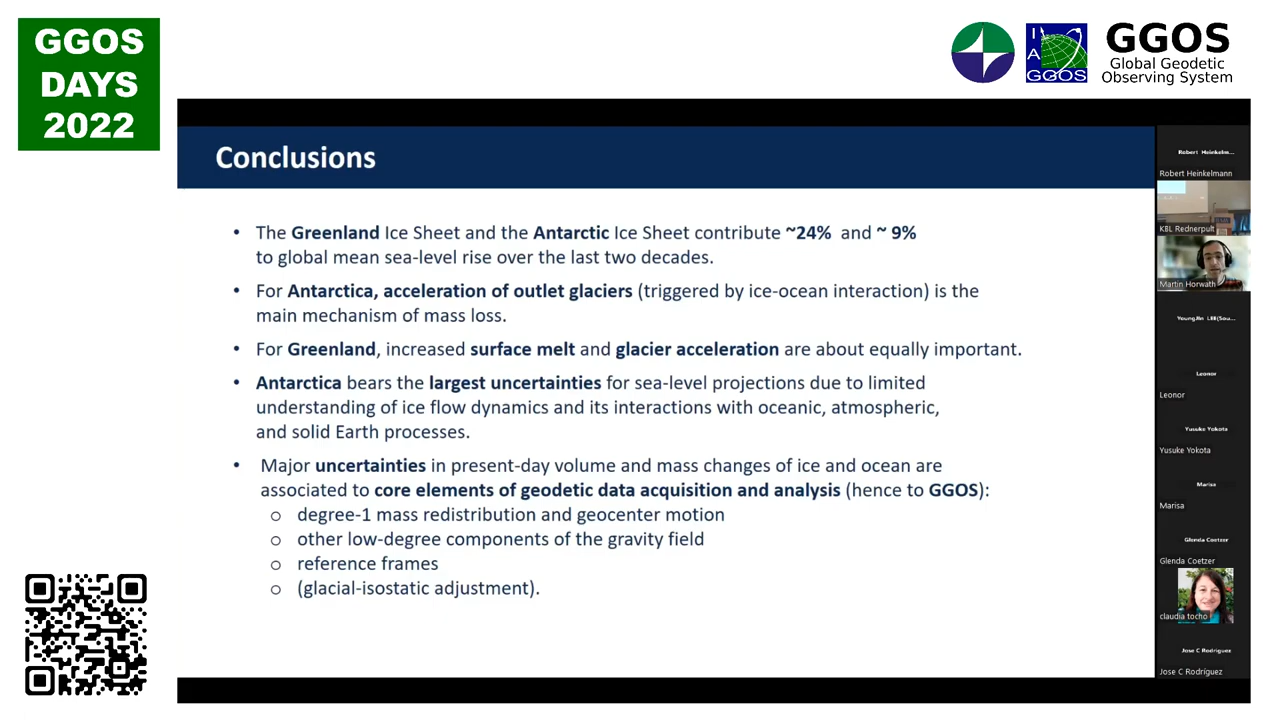 GGOS
DAYS
2022
I
A
GGOS
GGOS
Global Geodetic
Observing System
Conclusions
• The Greenland Ice Sheet and the Antarctic Ice Sheet contribute ~24% and ~ 9%
to global mean sea-level rise over the last two decades.
• For Antarctica, acceleration of outlet glaciers (triggered by ice-ocean interaction) is the
main mechanism of mass loss.
• For Greenland, increased surface melt and glacier acceleration are about equally important.
• Antarctica bears the largest uncertainties for sea-level projections due to limited
understanding of ice flow dynamics and its interactions with oceanic, atmospheric,
and solid Earth processes.
• Major uncertainties in present-day volume and mass changes of ice and ocean are
associated to core elements of geodetic data acquisition and analysis (hence to GGOS):
o degree-1 mass redistribution and geocenter motion
o other low-degree components of the gravity field
o reference frames
o (glacial-isostatic adjustment).
Robert Heinkelm...
Robert Heinkelmann
KBL Rednerpult
Martin Horwath
YoungJin LEE(Sou...
Leonor
Leonor
Yusuke Yokota
Yusuke Yokota
Marisa
Marisa
Glenda Coetzer
Glenda Coetzer
claudia tocho
Jose C Rodriguez
Jose C Rodríguez